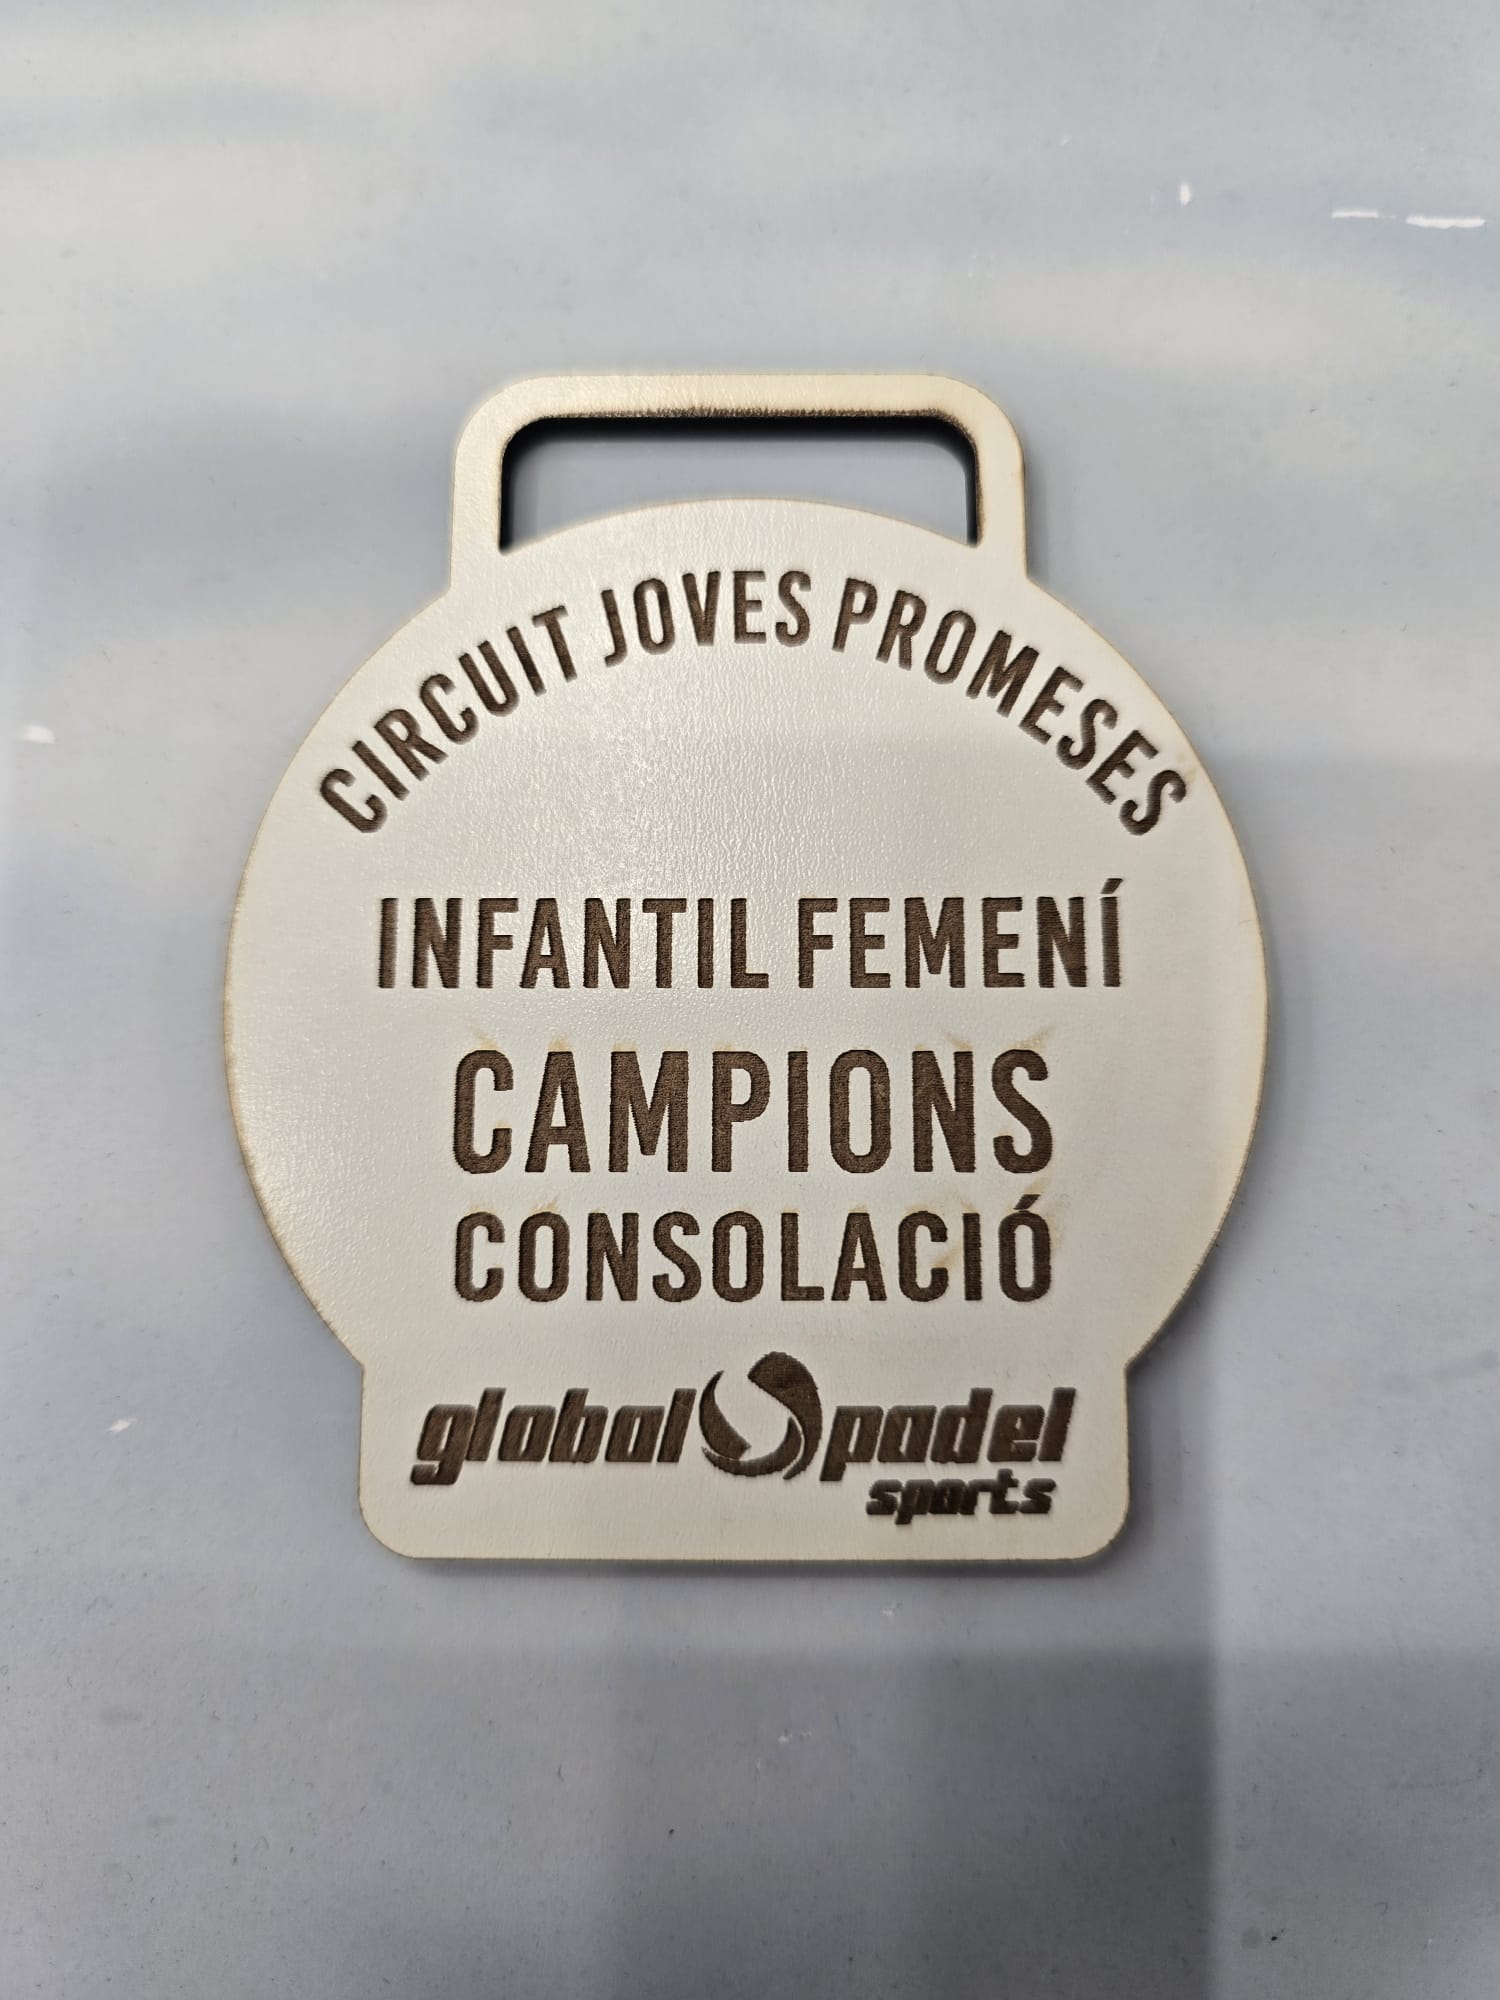 CIRCUIT JOVES PROMESES
INFANTIL FEMENÍ
CAMPIONS
CONSOLACIÓ
global padel
sports